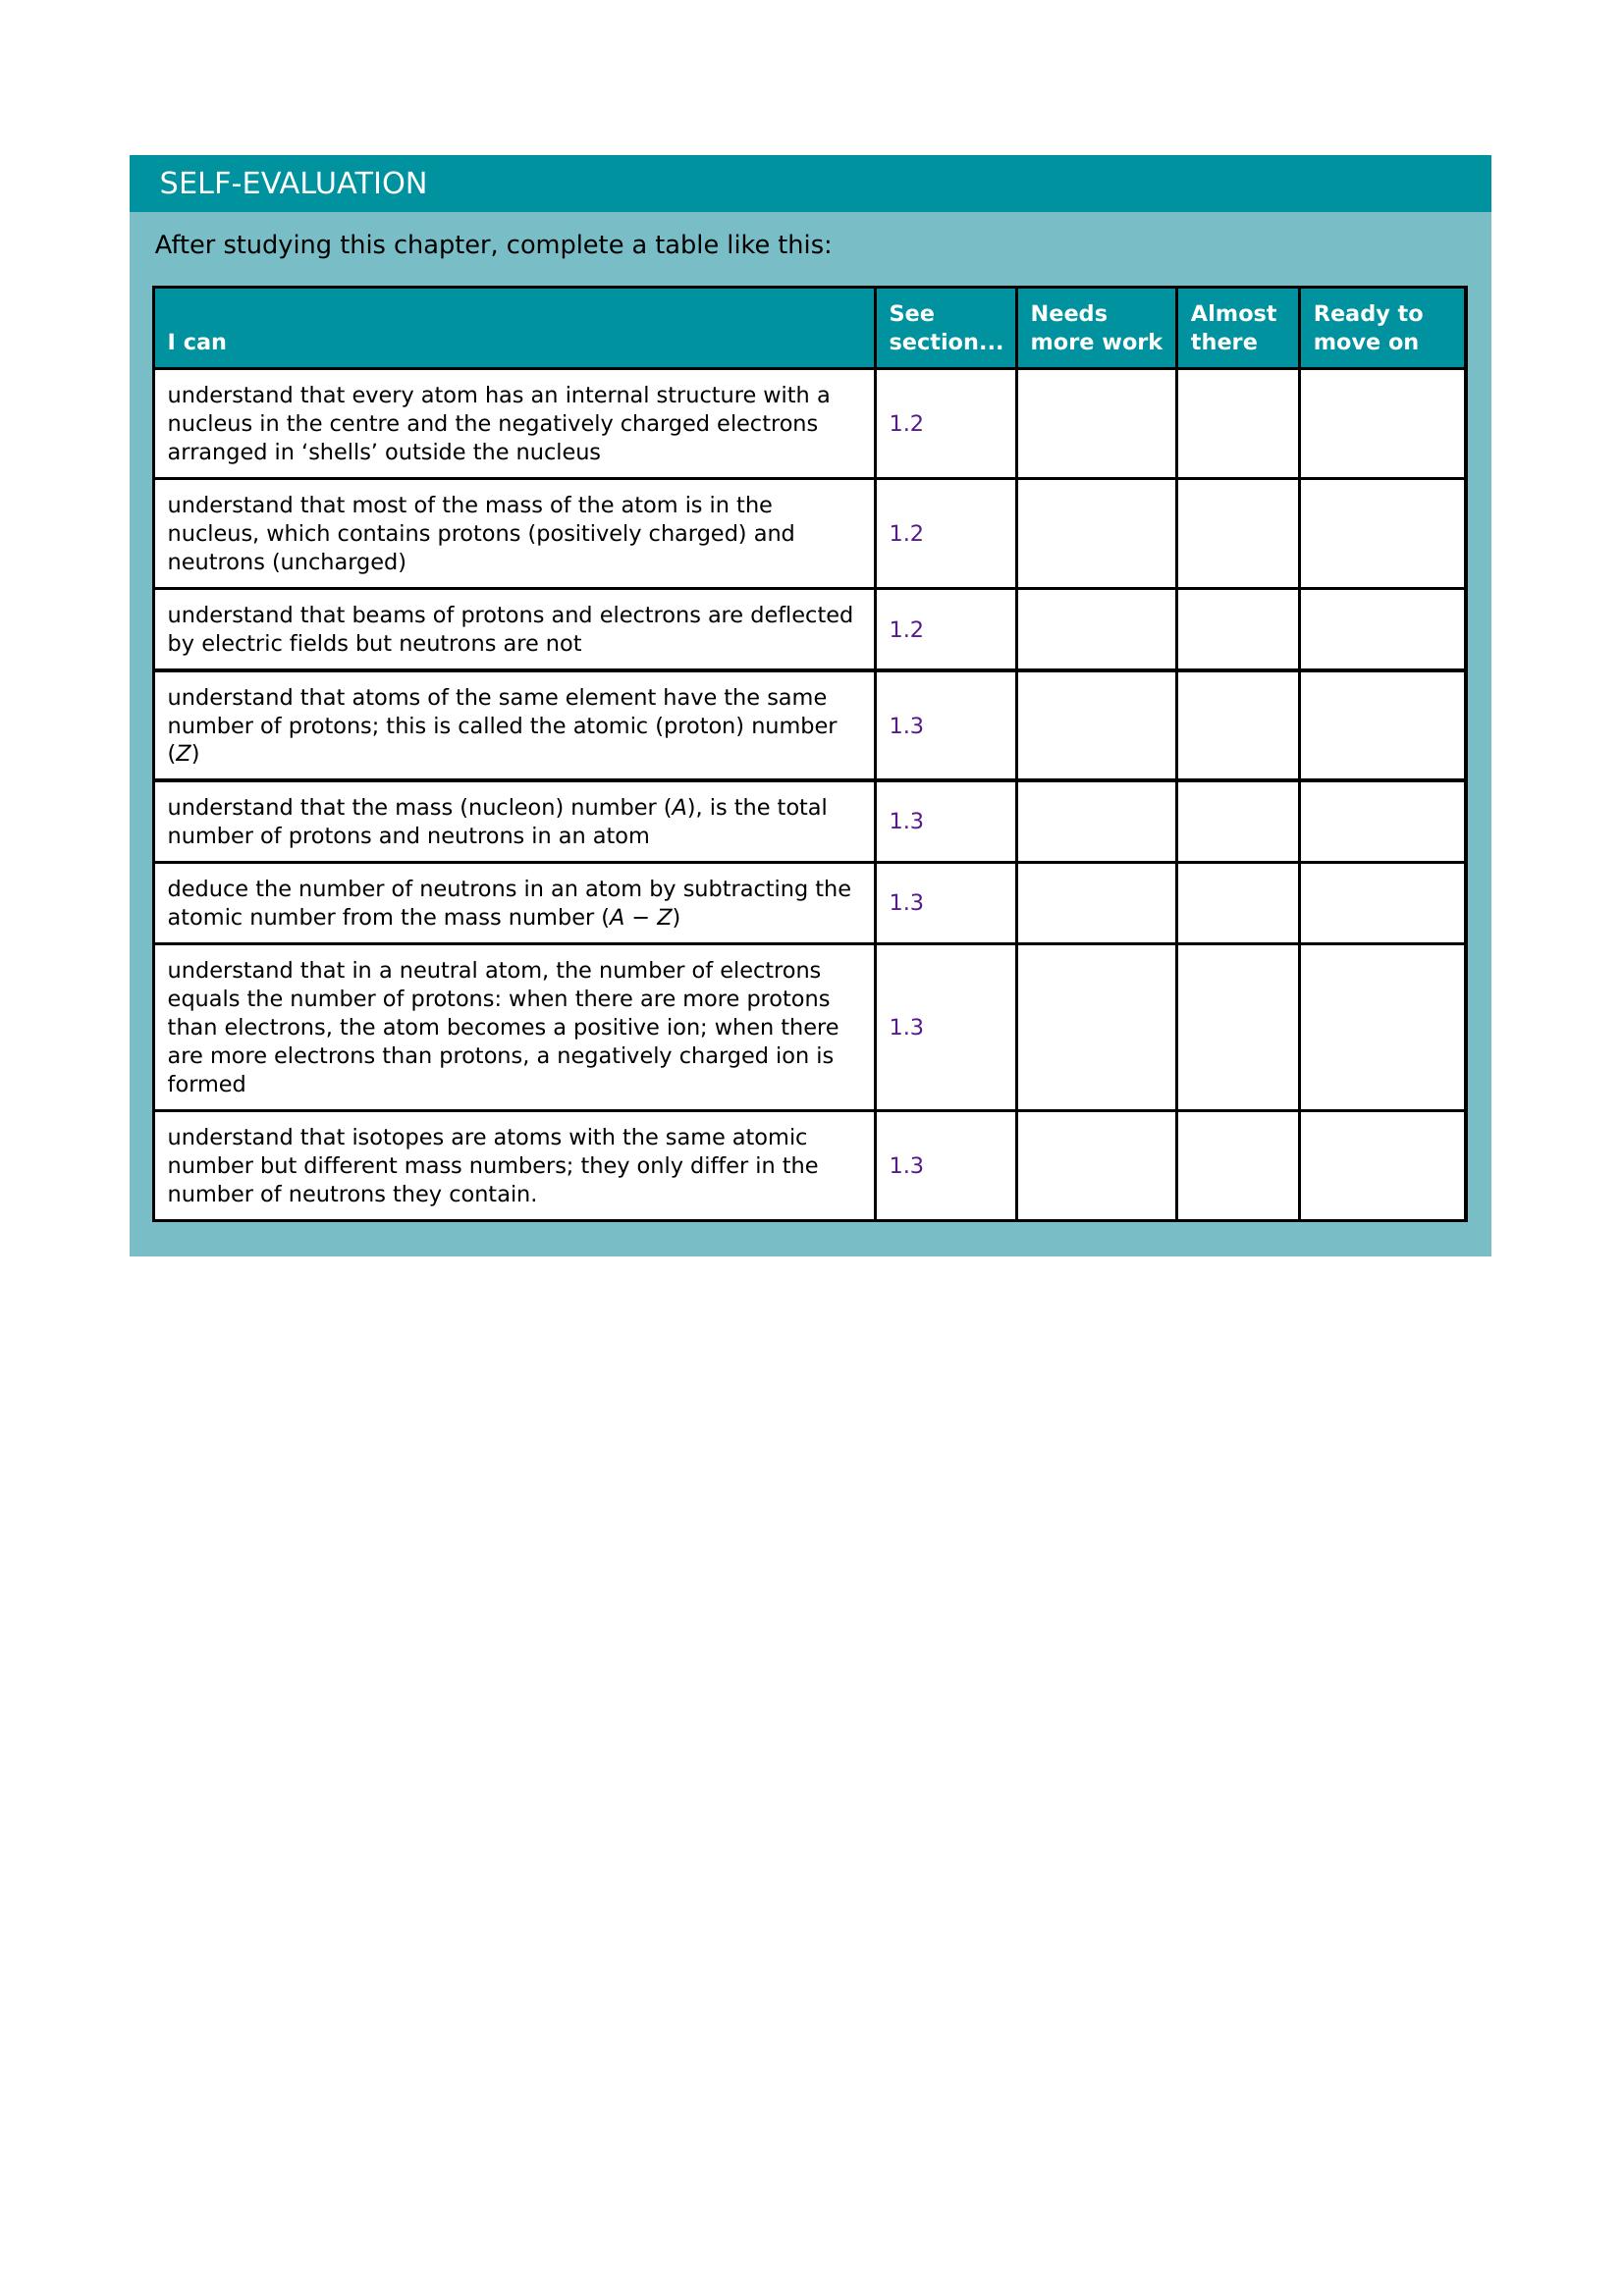 SELF-EVALUATION
After studying this chapter, complete a table like this:
I can
See
section...
Needs
more work
Almost
there
Ready to
move on
understand that every atom has an internal structure with a
nucleus in the centre and the negatively charged electrons
arranged in ‘shells’ outside the nucleus
1.2
understand that most of the mass of the atom is in the
nucleus, which contains protons (positively charged) and
neutrons (uncharged)
1.2
understand that beams of protons and electrons are deflected
by electric fields but neutrons are not
1.2
understand that atoms of the same element have the same
number of protons; this is called the atomic (proton) number
(Z)
1.3
understand that the mass (nucleon) number (A), is the total
number of protons and neutrons in an atom
1.3
deduce the number of neutrons in an atom by subtracting the
atomic number from the mass number (A − Z)
1.3
understand that in a neutral atom, the number of electrons
equals the number of protons: when there are more protons
than electrons, the atom becomes a positive ion; when there
are more electrons than protons, a negatively charged ion is
formed
1.3
understand that isotopes are atoms with the same atomic
number but different mass numbers; they only differ in the
number of neutrons they contain.
1.3